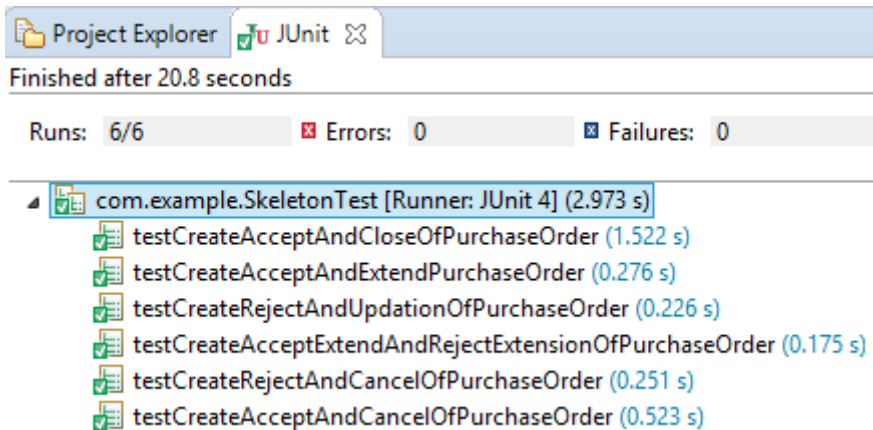 Project Explorer JUnit
Finished after 20.8 seconds
Runs: 6/6 Errors: 0 Failures: 0
com.example.SkeletonTest [Runner: JUnit 4] (2.973 s)
testCreateAcceptAndCloseOfPurchaseOrder (1.522 s)
testCreateAcceptAndExtendPurchaseOrder (0.276 s)
testCreateRejectAndUpdationOfPurchaseOrder (0.226 s)
testCreateAcceptExtendAndRejectExtensionOfPurchaseOrder (0.175 s)
testCreateRejectAndCancelOfPurchaseOrder (0.251 s)
testCreateAcceptAndCancelOfPurchaseOrder (0.523 s)